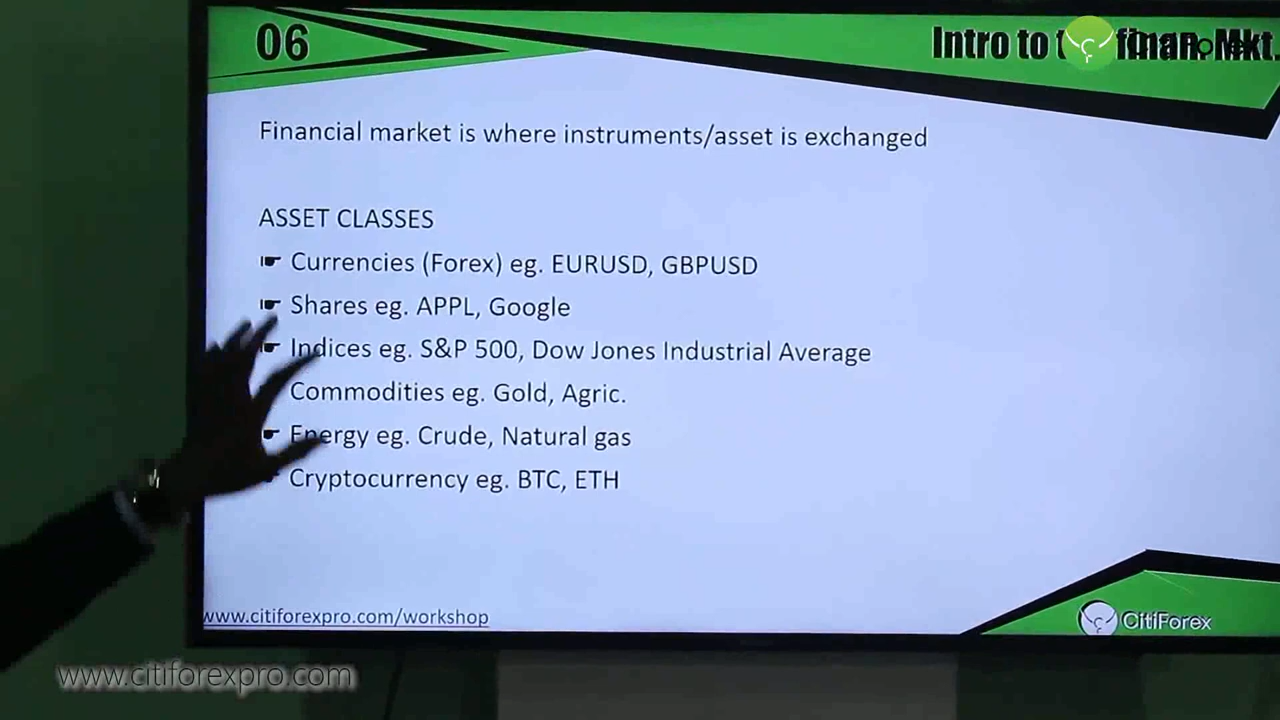 06
Intro to t finan. Mkt.
Financial market is where instruments/asset is exchanged
ASSET CLASSES
Currencies (Forex) eg. EURUSD, GBPUSD
Shares eg. APPL, Google
Indices eg. S&P 500, Dow Jones Industrial Average
Commodities eg. Gold, Agric.
Energy eg. Crude, Natural gas
Cryptocurrency eg. BTC, ETH
www.citiforexpro.com/workshop
CitiForex
www.citiforexpro.com